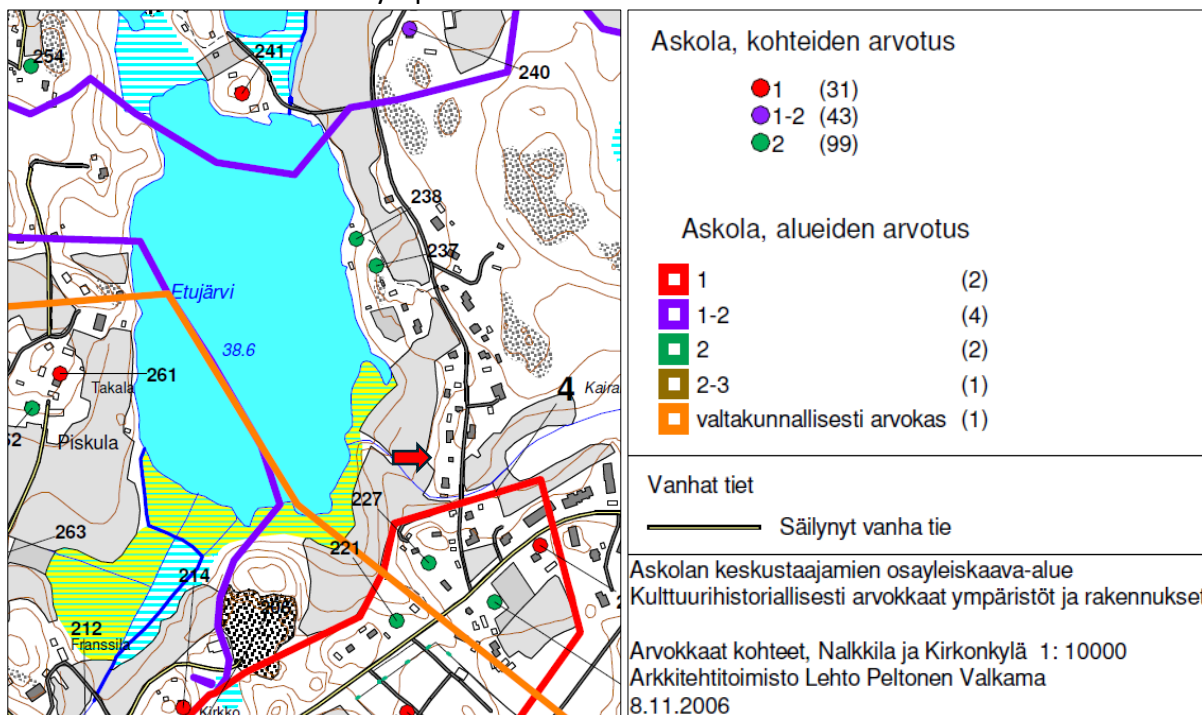 254
241
240
238
237
Etujärvi
38.6
261
Takala
4
Kaira
Piskula
227
263
221
214
212
Franssila
Kirkko
Askola, kohteiden arvotus
1 (31)
1-2 (43)
2 (99)
Askola, alueiden arvotus
1 (2)
1-2 (4)
2 (2)
2-3 (1)
valtakunnallisesti arvokas (1)
Vanhat tiet
Säilynyt vanha tie
Askolan keskustaajamien osayleiskaava-alue
Kulttuurihistoriallisesti arvokkaat ympäristöt ja rakennukset
Arvokkaat kohteet, Nalkkila ja Kirkonkylä 1: 10000
Arkkitehtitoimisto Lehto Peltonen Valkama
8.11.2006